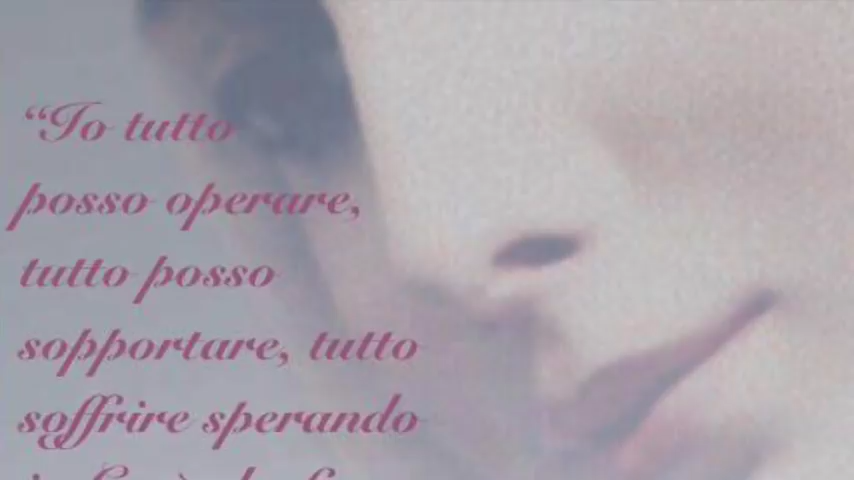 “Io tutto
posso operare,
tutto posso
sopportare, tutto
soffrire sperando